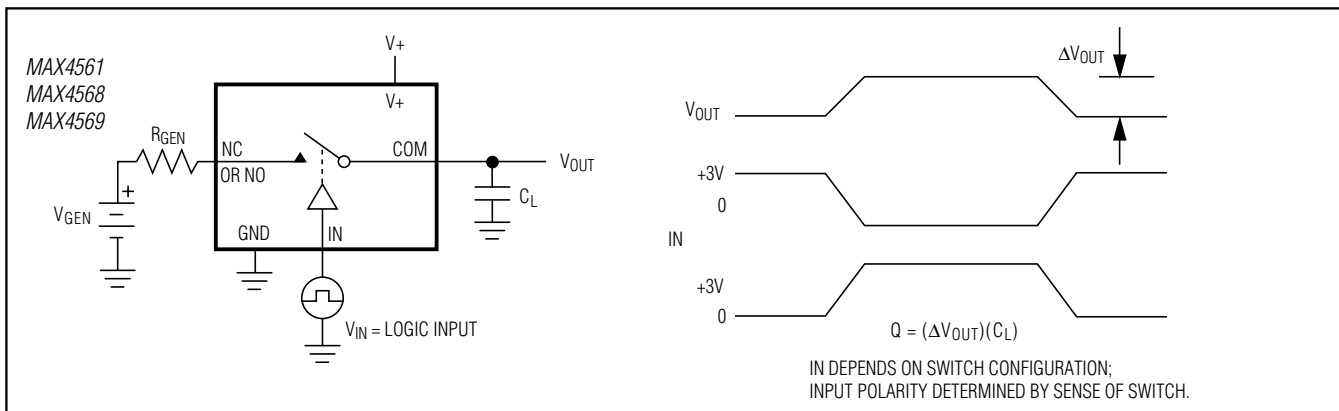 MAX4561
MAX4568
MAX4569
V+
V+
RGEN
NC
OR NO
COM
VOUT
+
VGEN
CL
GND
IN
VIN = LOGIC INPUT
ΔVOUT
VOUT
+3V
0
IN
+3V
0
Q = (ΔVOUT)(CL)
IN DEPENDS ON SWITCH CONFIGURATION;
INPUT POLARITY DETERMINED BY SENSE OF SWITCH.